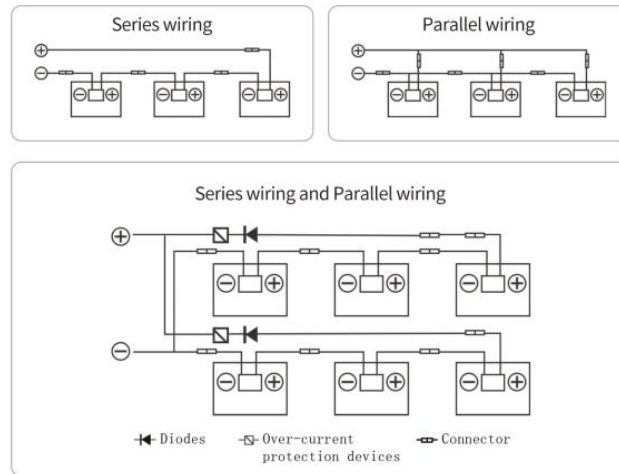 Series wiring
Parallel wiring
Series wiring and Parallel wiring
Diodes
Over-current
protection devices
Connector